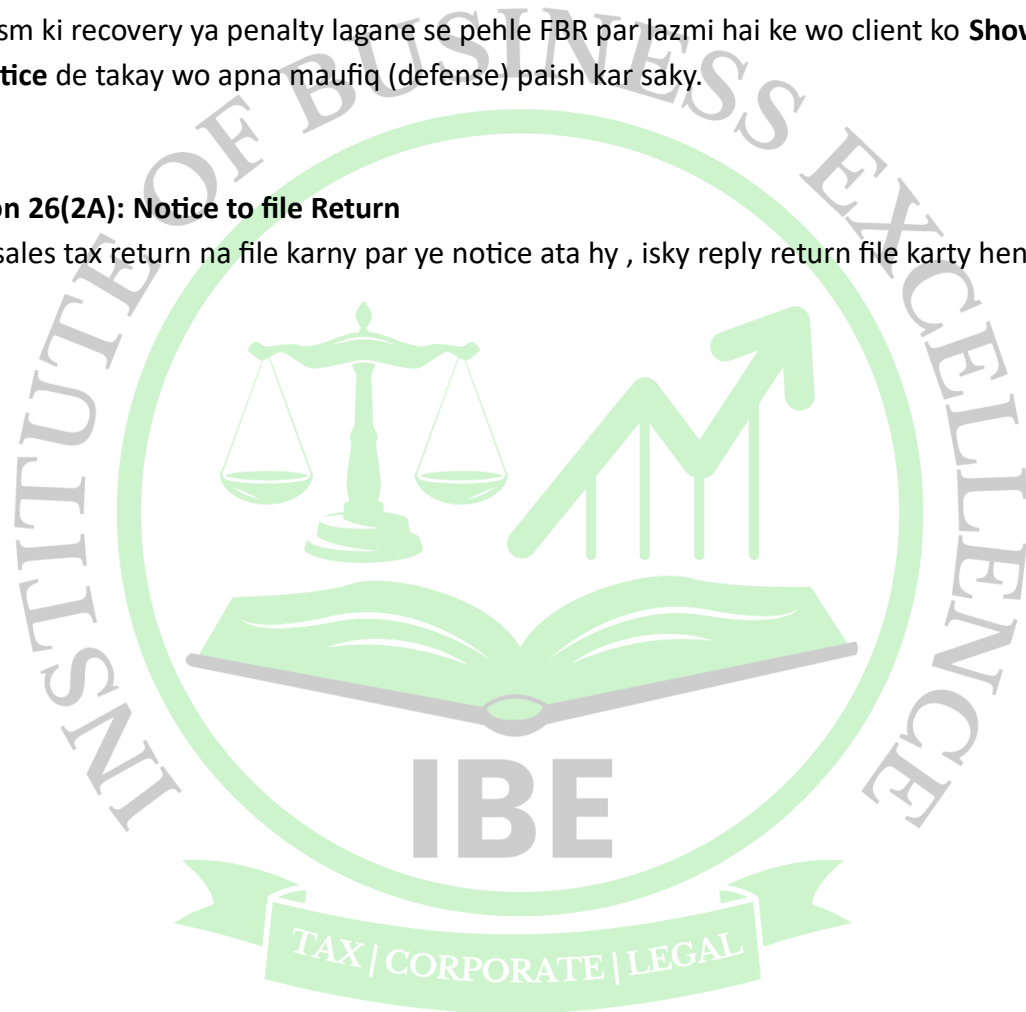 sm ki recovery ya penalty lagane se pehle FBR par lazmi hai ke wo client ko Show
tice de takay wo apna maufiq (defense) paish kar saky.
on 26(2A): Notice to file Return
sales tax return na file karny par ye notice ata hy , isky reply return file karty hen
INSTITUTE OF BUSINESS EXCELLENCE
IBE
TAX | CORPORATE | LEGAL